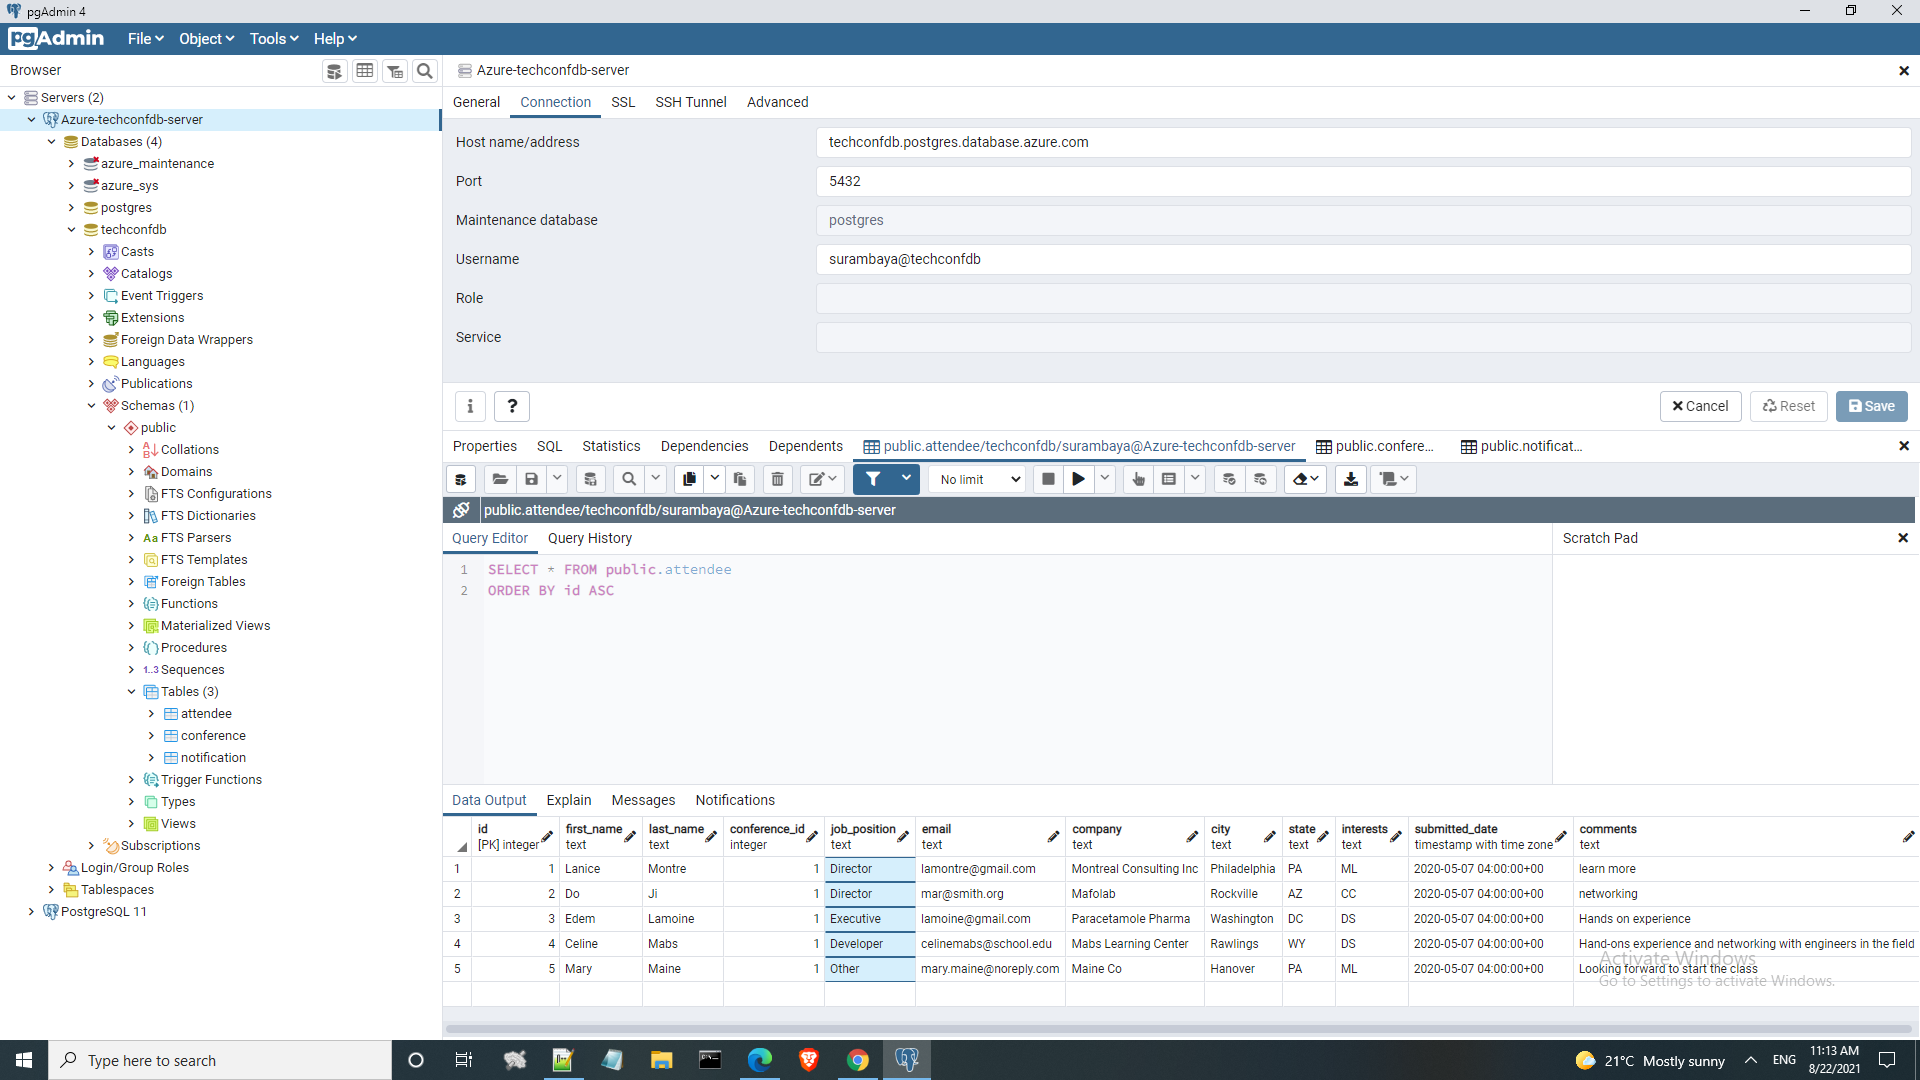 pgAdmin 4
pgAdmin File Object Tools Help
Browser
Servers (2)
Azure-techconfdb-server
Databases (4)
azure_maintenance
azure_sys
postgres
techconfdb
Casts
Catalogs
Event Triggers
Extensions
Foreign Data Wrappers
Languages
Publications
Schemas (1)
public
Collations
Domains
FTS Configurations
FTS Dictionaries
FTS Parsers
FTS Templates
Foreign Tables
Functions
Materialized Views
Procedures
Sequences
Tables (3)
attendee
conference
notification
Trigger Functions
Types
Views
Subscriptions
Login/Group Roles
Tablespaces
PostgreSQL 11
Azure-techconfdb-server
General Connection SSL SSH Tunnel Advanced
Host name/address techconfdb.postgres.database.azure.com
Port 5432
Maintenance database postgres
Username surambaya@techconfdb
Role
Service
i ? Cancel Reset Save
Properties SQL Statistics Dependencies Dependents public.attendee/techconfdb/surambaya@Azure-techconfdb-server public.confere... public.notificat...
No limit
public.attendee/techconfdb/surambaya@Azure-techconfdb-server
Query Editor Query History Scratch Pad
1 SELECT * FROM public.attendee
2 ORDER BY id ASC
Data Output Explain Messages Notifications
id first_name last_name conference_id job_position email company city state interests submitted_date comments
[PK] integer text text integer text text text text text text timestamp with time zone text
1 1 Lanice Montre 1 Director lamontre@gmail.com Montreal Consulting Inc Philadelphia PA ML 2020-05-07 04:00:00+00 learn more
2 2 Do Ji 1 Director mar@smith.org Mafolab Rockville AZ CC 2020-05-07 04:00:00+00 networking
3 3 Edem Lamoine 1 Executive lamoine@gmail.com Paracetamole Pharma Washington DC DS 2020-05-07 04:00:00+00 Hands on experience
4 4 Celine Mabs 1 Developer celinemabs@school.edu Mabs Learning Center Rawlings WY DS 2020-05-07 04:00:00+00 Hand-ons experience and networking with engineers in the field
5 5 Mary Maine 1 Other mary.maine@noreply.com Maine Co Hanover PA ML 2020-05-07 04:00:00+00 Looking forward to start the class
Activate Windows
Go to Settings to activate Windows.
Type here to search 21°C Mostly sunny ENG 11:13 AM
8/22/2021